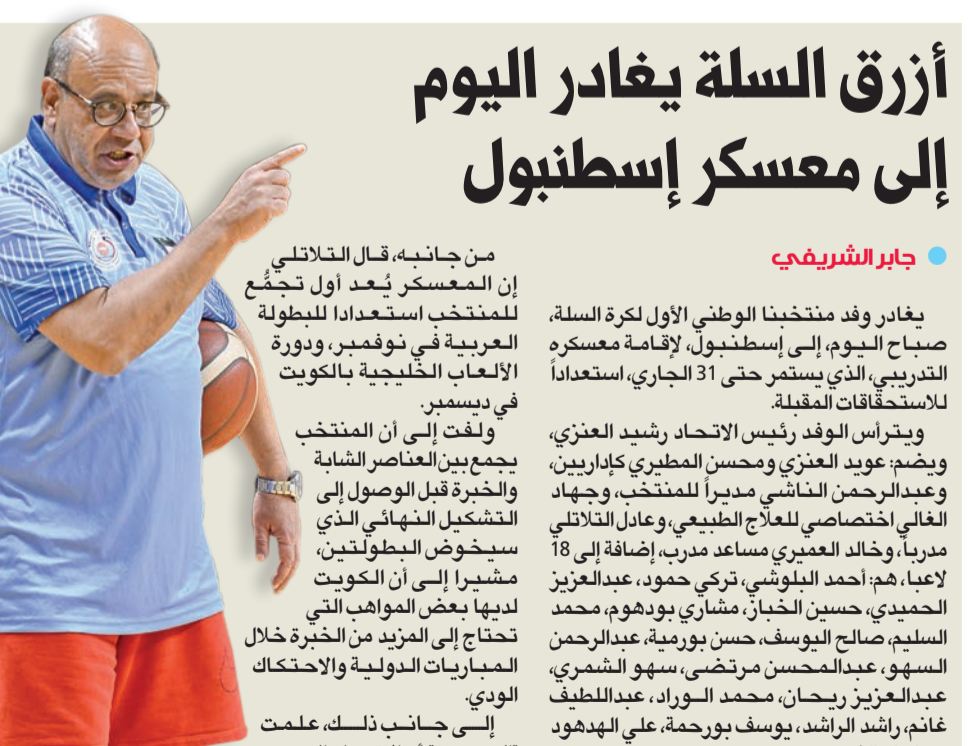 أزرق السلة يغادر اليوم
إلى معسكر إسطنبول
جابر الشريفي
يغادر وفد منتخبنا الوطني الأول لكرة السلة،
صباح اليوم، إلى إسطنبول، لإقامة معسكره
التدريبي، الذي يستمر حتى 31 الجاري، استعداداً
للاستحقاقات المقبلة.
ويترأس الوفد رئيس الاتحاد رشيد العنزي،
ويضم: عويد العنزي ومحسن المطيري كإداريين،
وعبدالرحمن الناشي مديراً للمنتخب، وجهاد
الغالي اختصاصي للعلاج الطبيعي، وعادل التلاتلي
مدرباً، وخالد العميري مساعد مدرب، إضافة إلى 18
لاعبا، هم: أحمد البلوشي، تركي حمود، عبدالعزيز
الحميدي، حسين الخباز، مشاري بودهوم، محمد
السليم، صالح اليوسف، حسن بورمية، عبدالرحمن
السهو، عبدالمحسن مرتضى، سهو الشمري،
عبدالعزيز ريحان، محمد الوراد، عبداللطيف
غانم، راشد الراشد، يوسف بورحمة، علي الهدهود
من جانبه، قال التلاتلي
إن المعسكر يُعد أول تجمُّع
للمنتخب استعدادا للبطولة
العربية في نوفمبر، ودورة
الألعاب الخليجية بالكويت
في ديسمبر.
ولفت إلى أن المنتخب
يجمع بين العناصر الشابة
والخبرة قبل الوصول إلى
التشكيل النهائي الذي
سيخوض البطولتين،
مشيرا إلى أن الكويت
لديها بعض المواهب التي
تحتاج إلى المزيد من الخبرة خلال
المباريات الدولية والاحتكاك
الودي.
إلى جانب ذلك، علمت